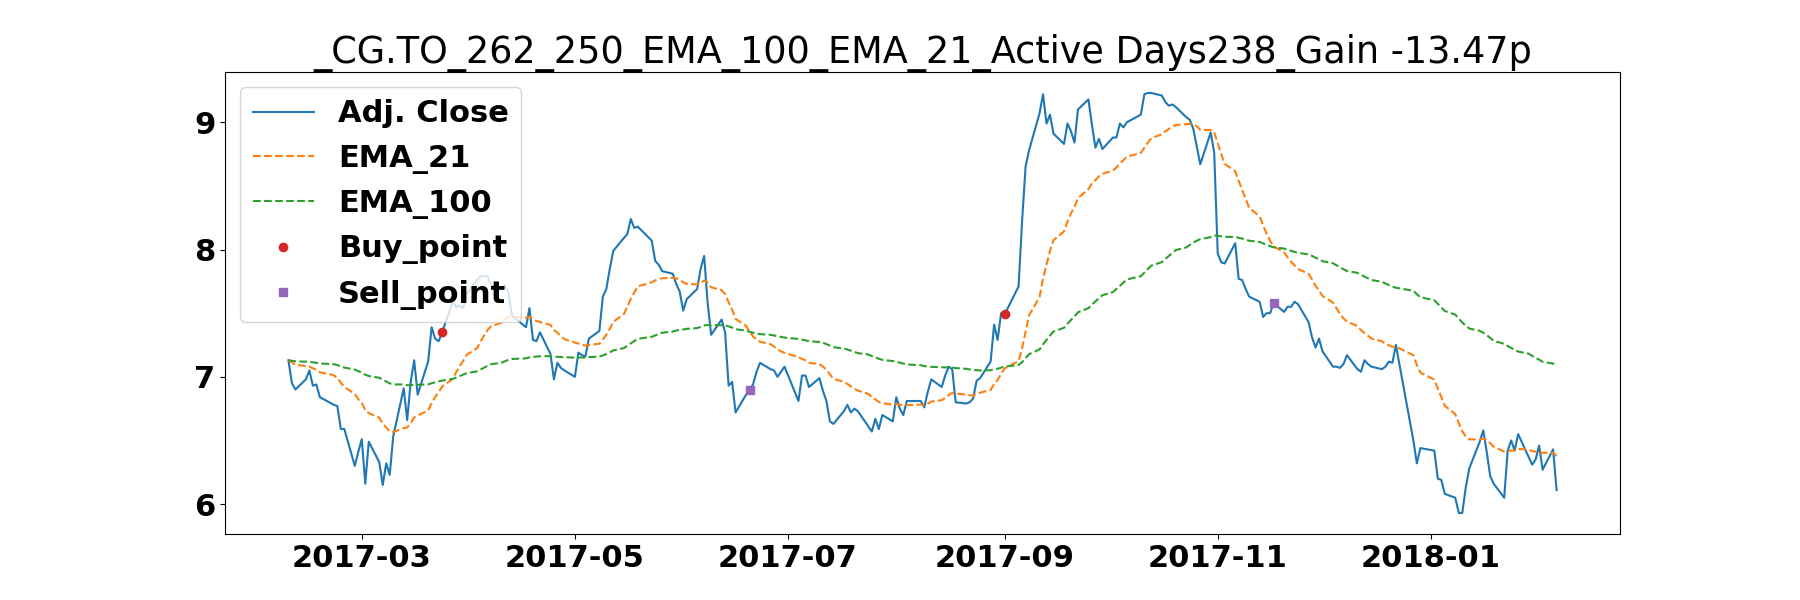 _CG.TO_262_250_EMA_100_EMA_21_Active Days238_Gain -13.47p
Adj. Close
EMA_21
EMA_100
Buy_point
Sell_point
9
8
7
6
2017-03 2017-05 2017-07 2017-09 2017-11 2018-01